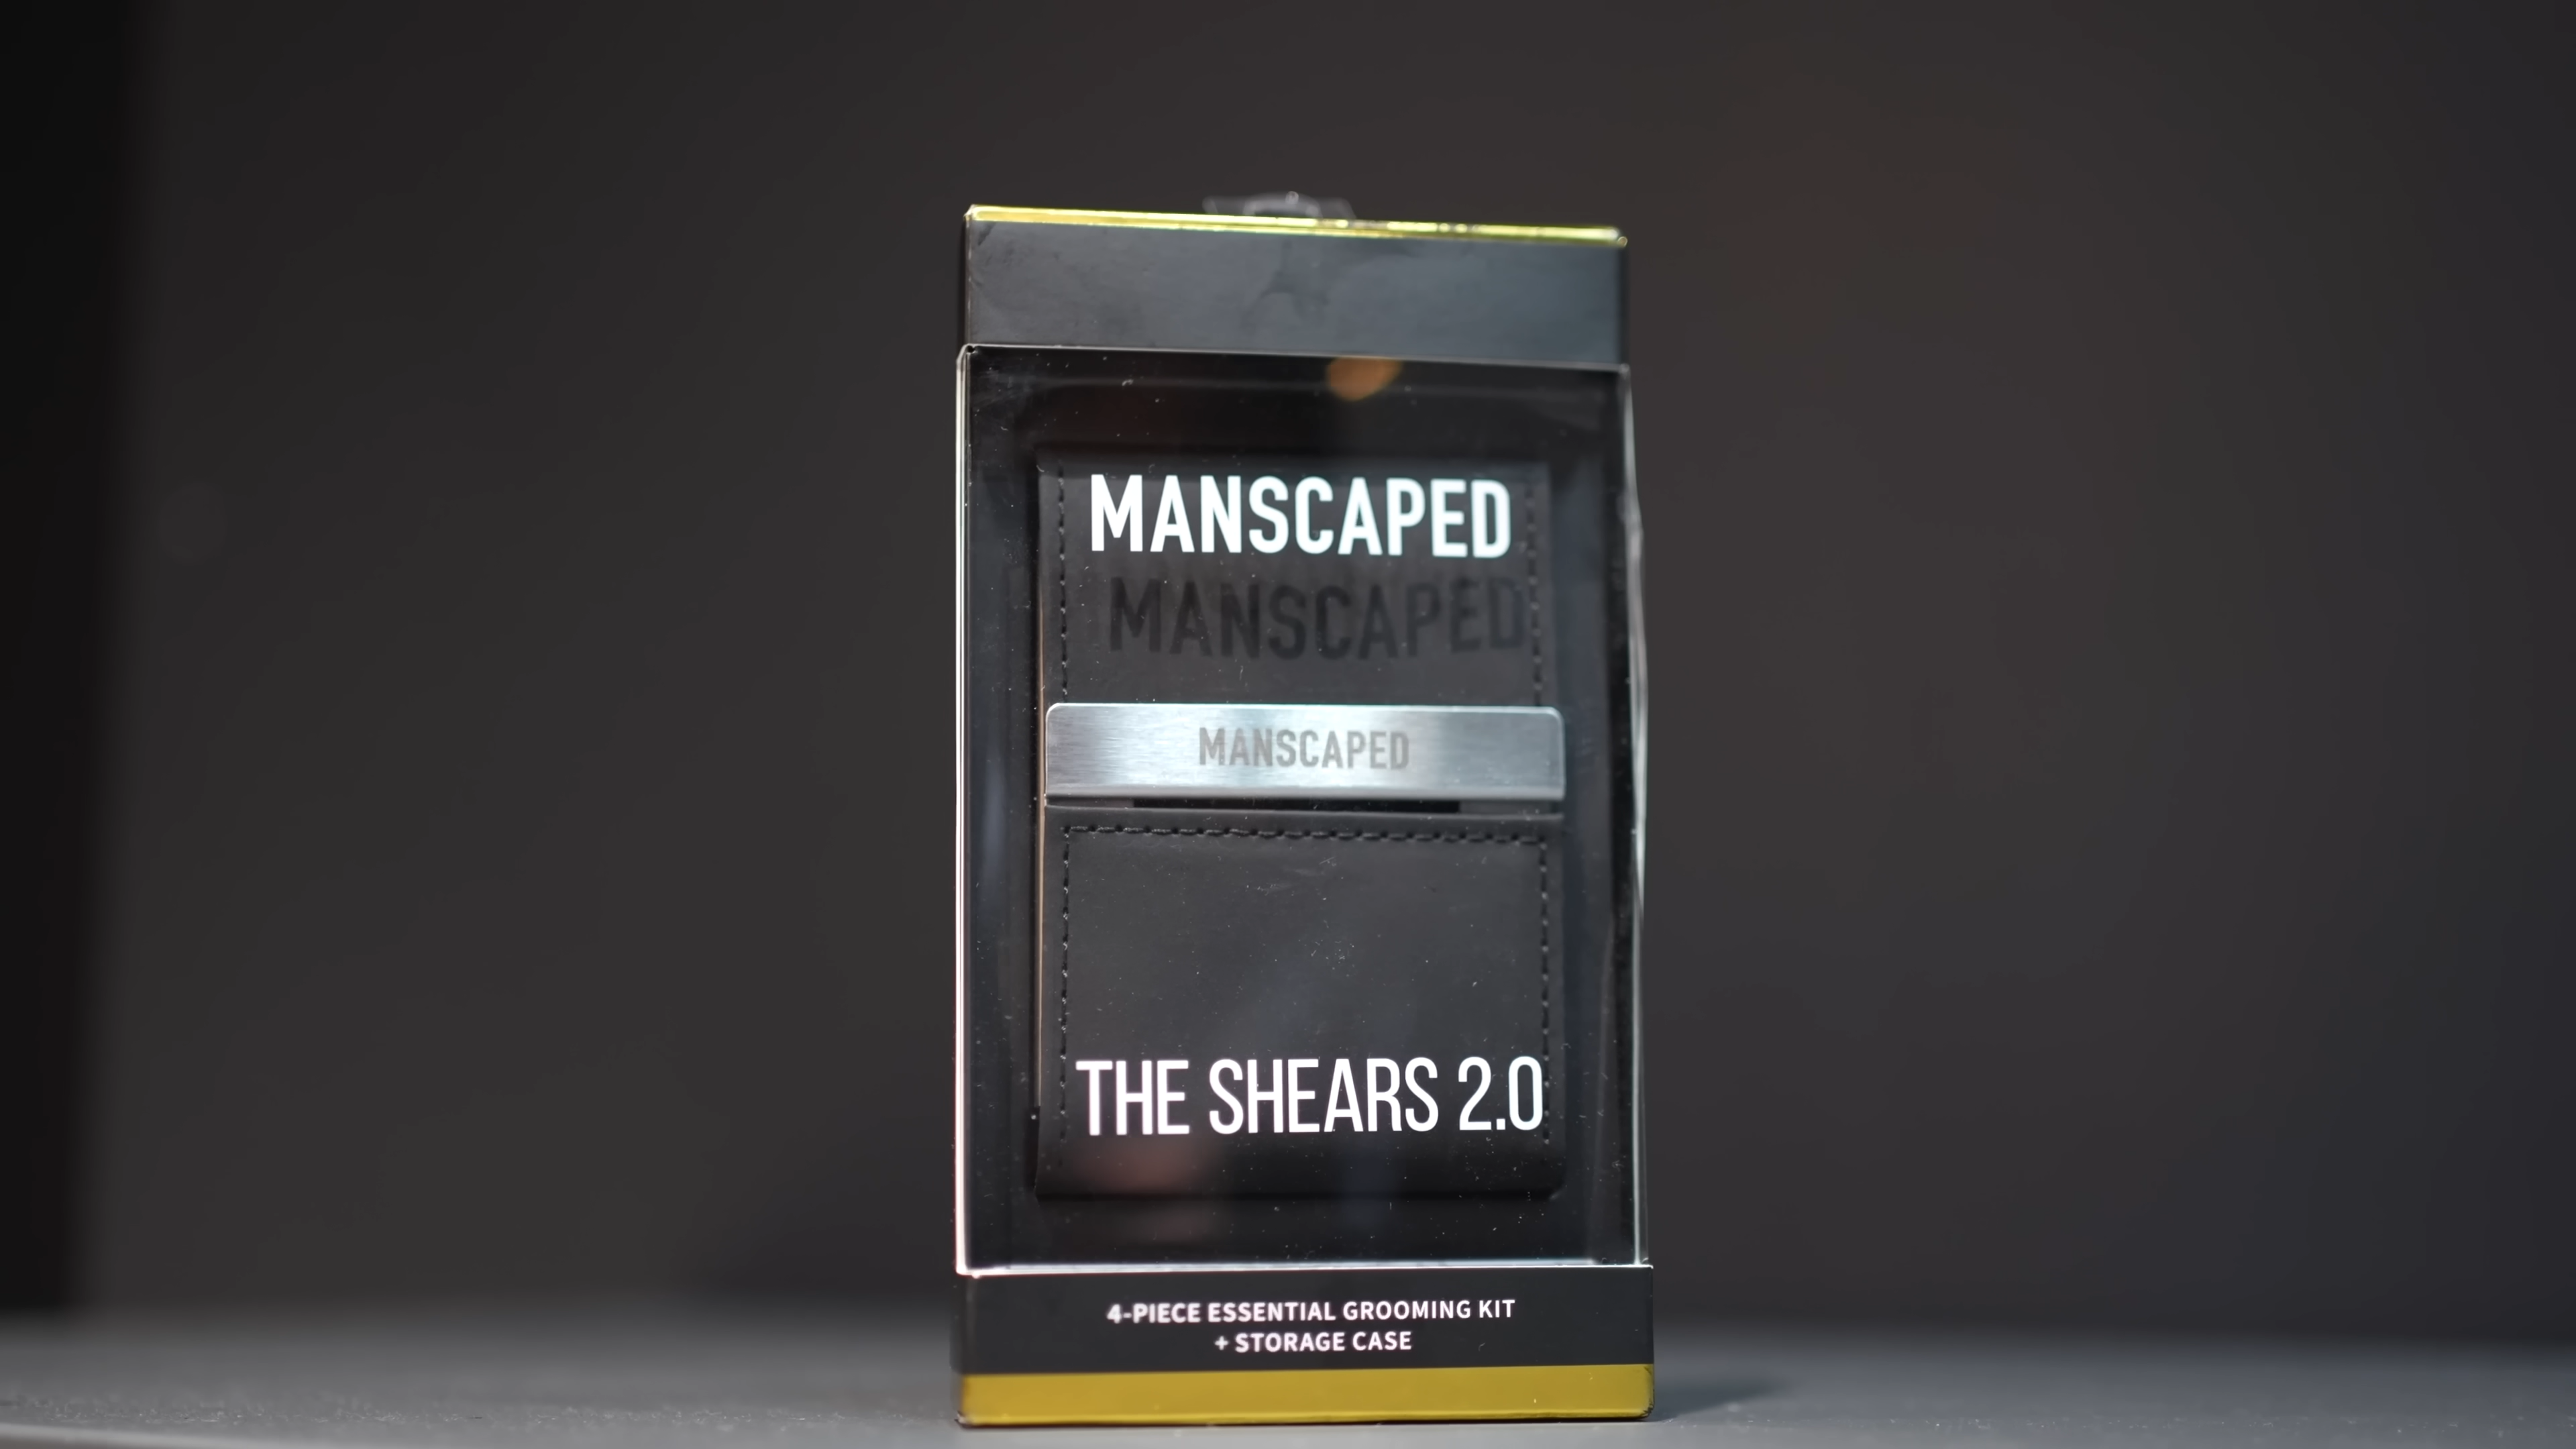 MANSCAPED
MANSCAPED
MANSCAPED
THE SHEARS 2.0
4-PIECE ESSENTIAL GROOMING KIT
+ STORAGE CASE